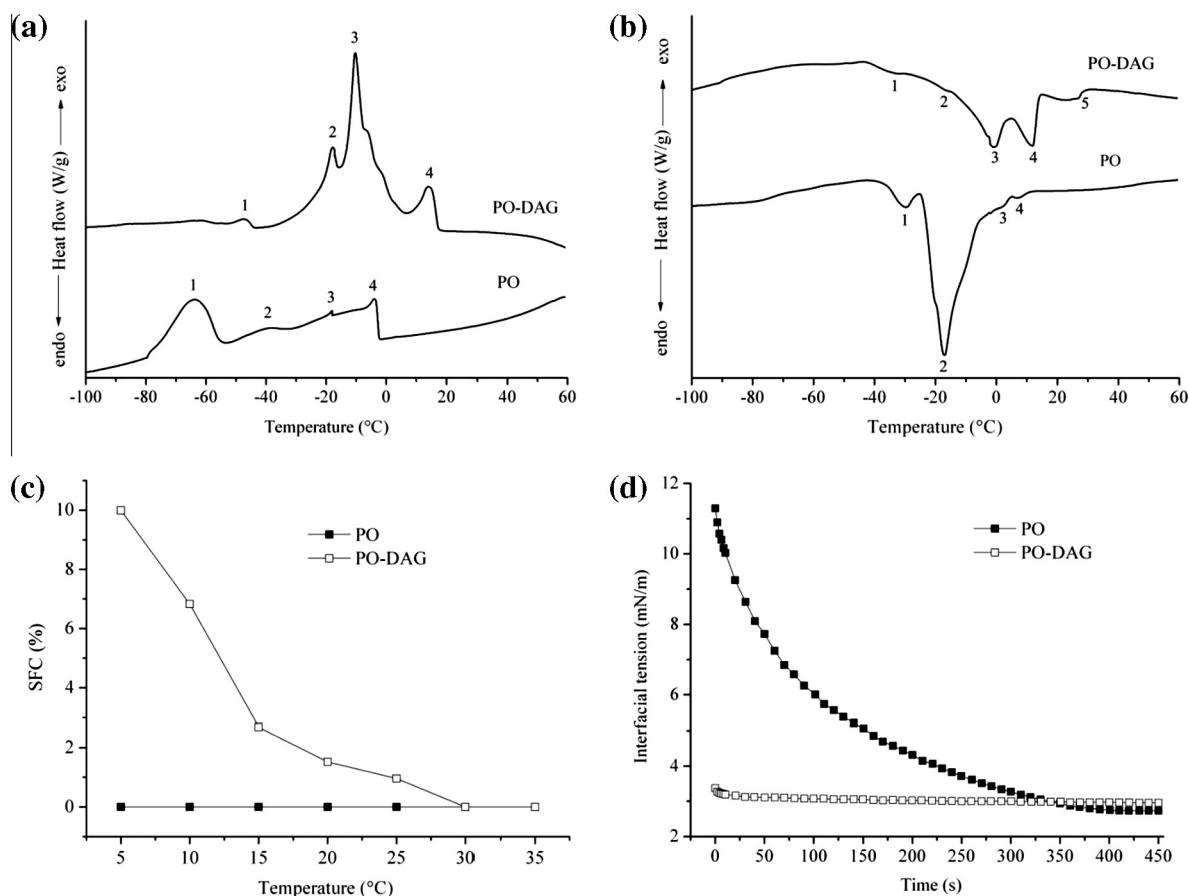 (a)
endo ← Heat flow (W/g) → exo
3
2
4
1
PO-DAG
1
2
3
4
PO
-100 -80 -60 -40 -20 0 20 40 60
Temperature (°C)
(b)
endo ← Heat flow (W/g) → exo
PO-DAG
1
2
3
4
5
PO
1
2
3
4
-100 -80 -60 -40 -20 0 20 40 60
Temperature (°C)
(c)
SFC (%)
10
8
6
4
2
0
PO
PO-DAG
5 10 15 20 25 30 35
Temperature (°C)
(d)
Interfacial tension (mN/m)
12
10
8
6
4
2
PO
PO-DAG
0 50 100 150 200 250 300 350 400 450
Time (s)